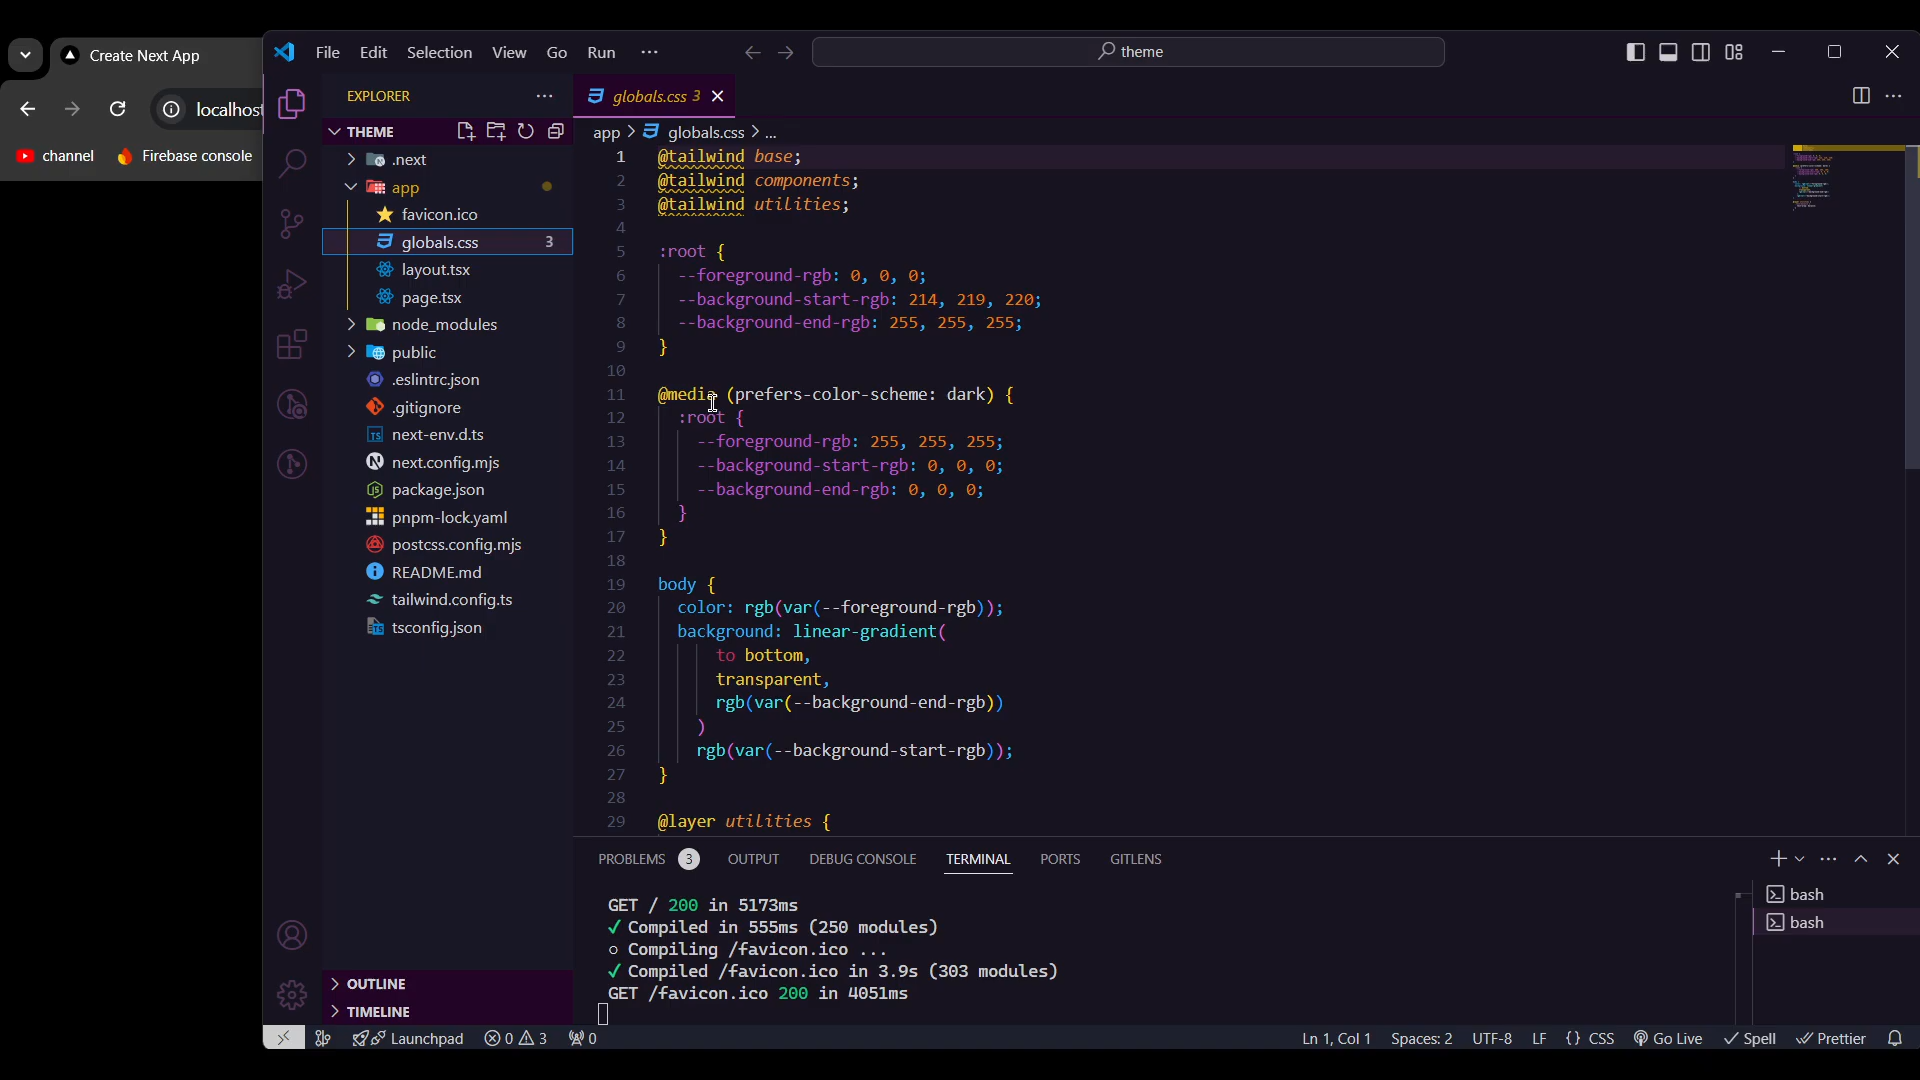 Create Next App
localhost
channel
Firebase console
File Edit Selection View Go Run ···
theme
EXPLORER ···
THEME
.next
app
favicon.ico
globals.css 3
layout.tsx
page.tsx
node_modules
public
.eslintrc.json
.gitignore
next-env.d.ts
next.config.mjs
package.json
pnpm-lock.yaml
postcss.config.mjs
README.md
tailwind.config.ts
tsconfig.json
OUTLINE
TIMELINE
globals.css 3
app > globals.css > ...
1 @tailwind base;
2 @tailwind components;
3 @tailwind utilities;
4
5 :root {
6 --foreground-rgb: 0, 0, 0;
7 --background-start-rgb: 214, 219, 220;
8 --background-end-rgb: 255, 255, 255;
9 }
10
11 @media (prefers-color-scheme: dark) {
12 :root {
13 --foreground-rgb: 255, 255, 255;
14 --background-start-rgb: 0, 0, 0;
15 --background-end-rgb: 0, 0, 0;
16 }
17 }
18
19 body {
20 color: rgb(var(--foreground-rgb));
21 background: linear-gradient(
22 to bottom,
23 transparent,
24 rgb(var(--background-end-rgb))
25 )
26 rgb(var(--background-start-rgb));
27 }
28
29 @layer utilities {
PROBLEMS 3 OUTPUT DEBUG CONSOLE TERMINAL PORTS GITLENS
GET / 200 in 5173ms
✓ Compiled in 555ms (250 modules)
○ Compiling /favicon.ico ...
✓ Compiled /favicon.ico in 3.9s (303 modules)
GET /favicon.ico 200 in 4051ms
bash
bash
Launchpad 0 3 0 Ln 1, Col 1 Spaces: 2 UTF-8 LF {} CSS Go Live Spell Prettier